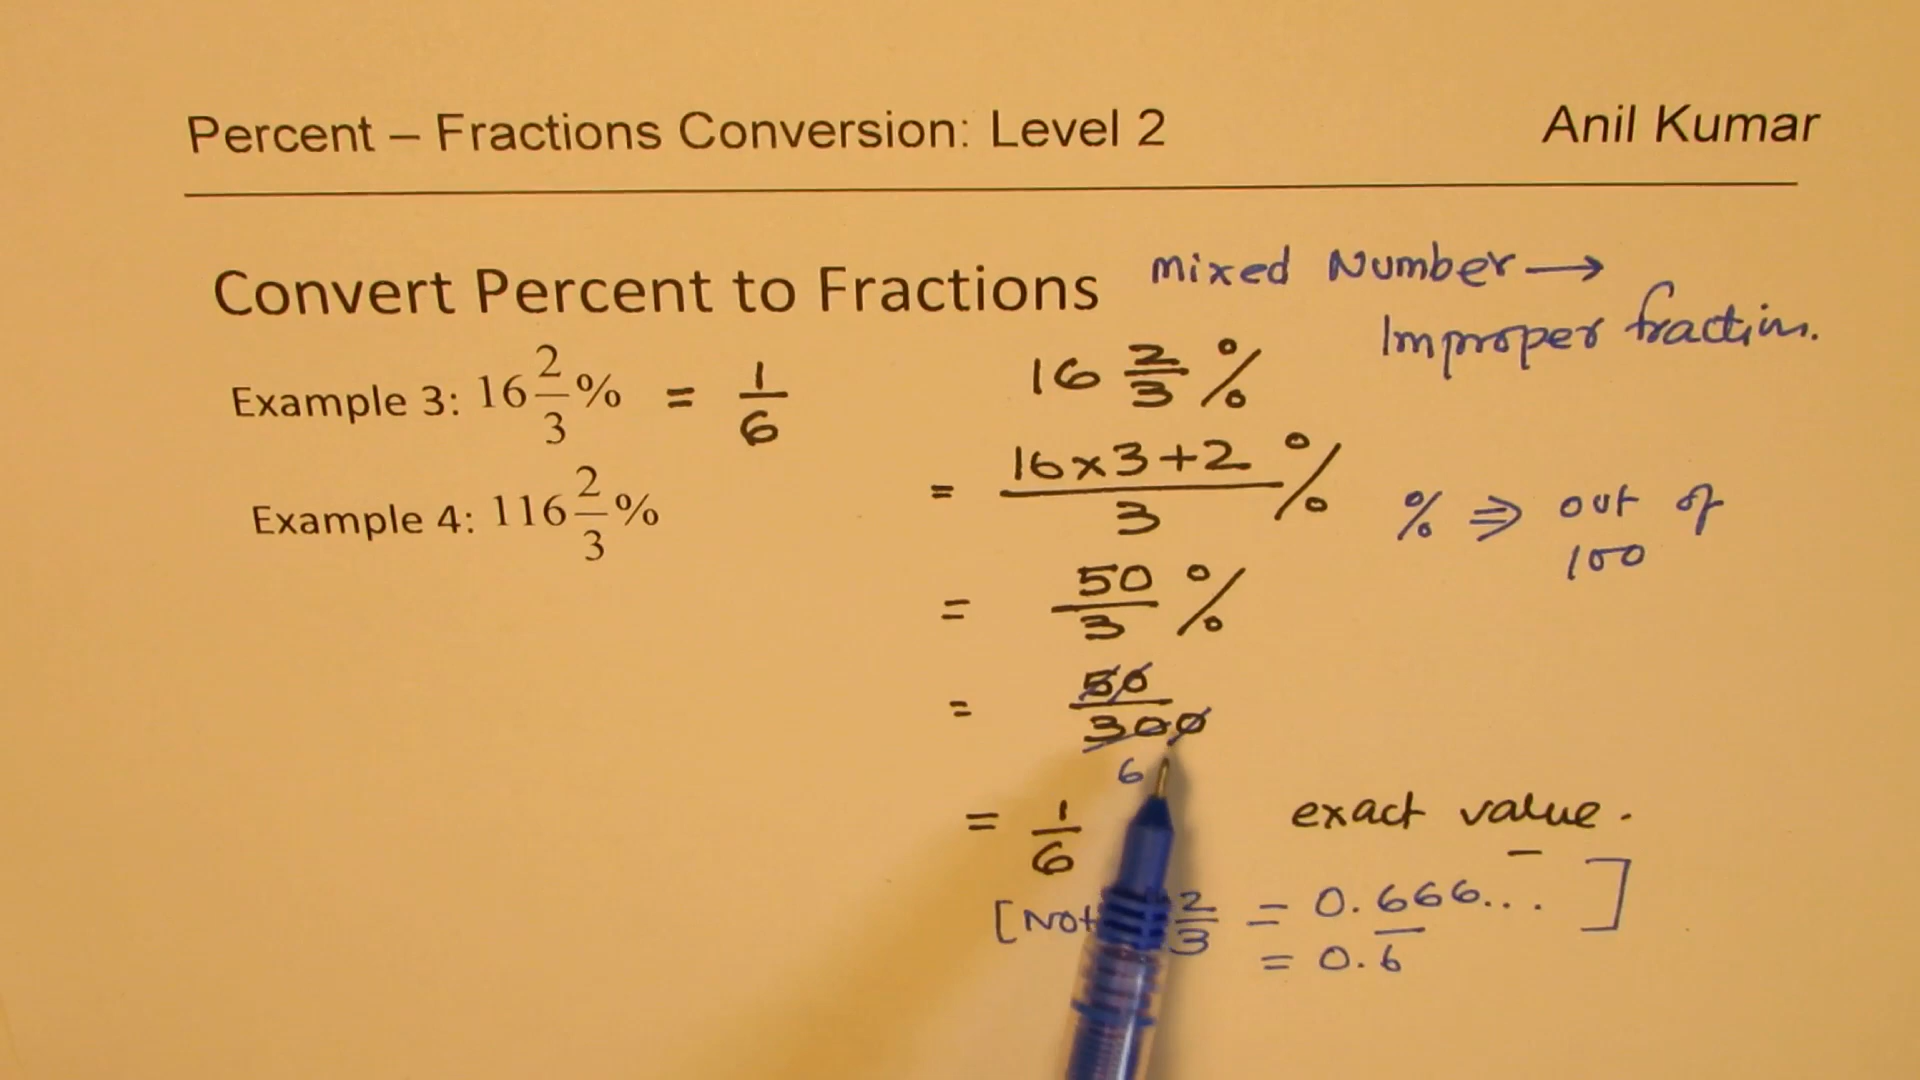 Percent – Fractions Conversion: Level 2
Anil Kumar
Convert Percent to Fractions
Mixed Number →
Improper fraction.
Example 3: 16 2/3 % = 1/6
Example 4: 116 2/3 %
16 2/3 %
= 16x3+2/3 %
% ⇒ out of
100
= 50/3 %
= 50/300
6
= 1/6
exact value.
[Not 2/3 = 0.666... ]
= 0.6̅